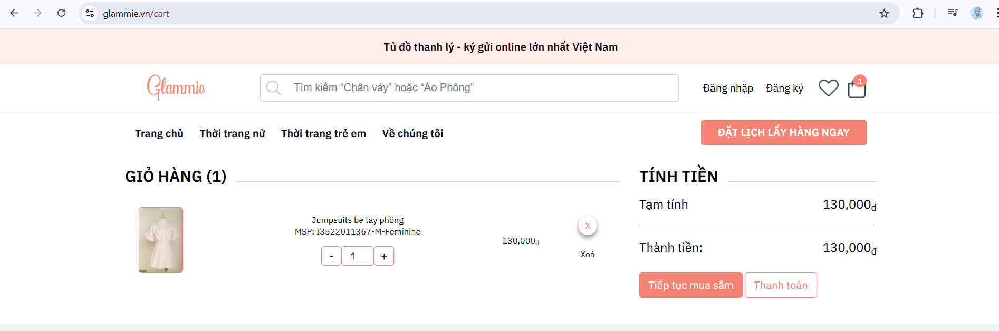 glammie.vn/cart
Tủ đồ thanh lý - ký gửi online lớn nhất Việt Nam
Glammie
Tìm kiếm “Chân váy” hoặc “Áo Phông”
Đăng nhập
Đăng ký
1
Trang chủ
Thời trang nữ
Thời trang trẻ em
Về chúng tôi
ĐẶT LỊCH LẤY HÀNG NGAY
GIỎ HÀNG (1)
Jumpsuits be tay phồng
MSP: I3522011367-M-Feminine
- 1 +
130,000đ
X
Xoá
TÍNH TIỀN
Tạm tính 130,000đ
Thành tiền: 130,000đ
Tiếp tục mua sắm
Thanh toán